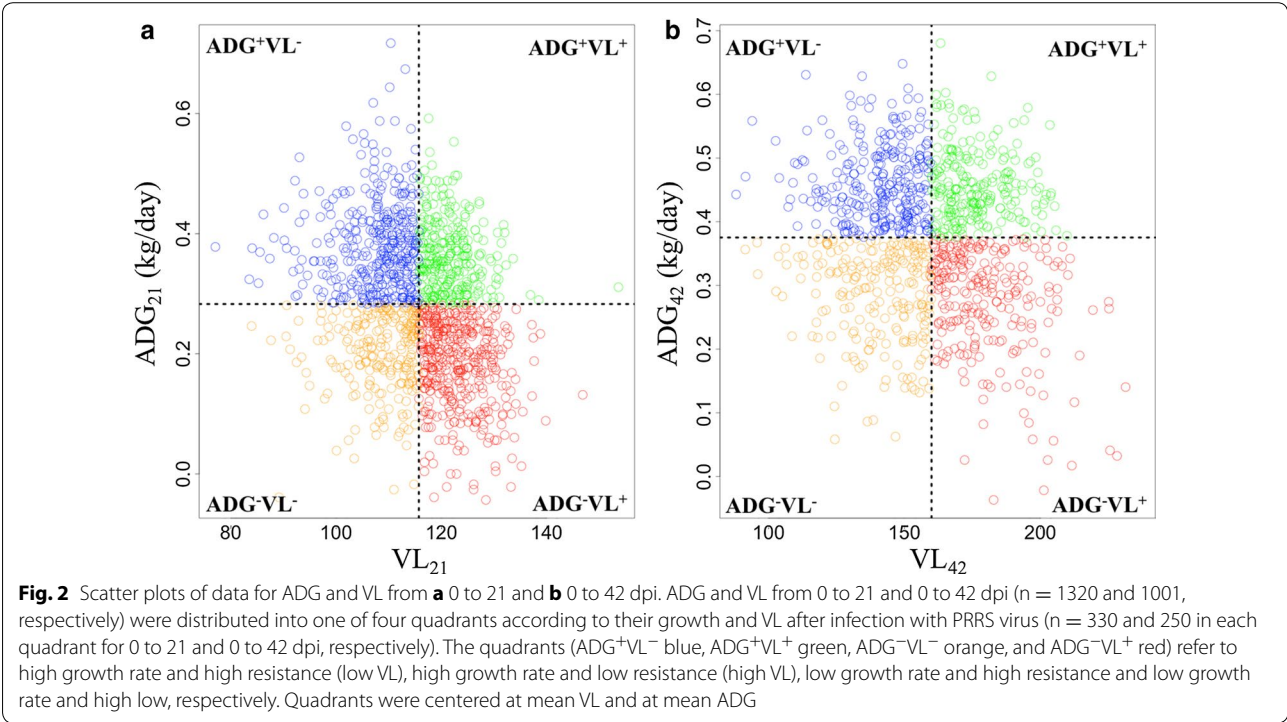 a
ADG⁺VL⁻
ADG⁺VL⁺
ADG₂₁ (kg/day)
0.6
0.4
0.2
0.0
ADG⁻VL⁻
ADG⁻VL⁺
80 100 120 140
VL₂₁
b
ADG⁺VL⁻
ADG⁺VL⁺
ADG₄₂ (kg/day)
0.7
0.6
0.5
0.4
0.3
0.2
0.1
0.0
ADG⁻VL⁻
ADG⁻VL⁺
100 150 200
VL₄₂
Fig. 2 Scatter plots of data for ADG and VL from a 0 to 21 and b 0 to 42 dpi. ADG and VL from 0 to 21 and 0 to 42 dpi (n = 1320 and 1001,
respectively) were distributed into one of four quadrants according to their growth and VL after infection with PRRS virus (n = 330 and 250 in each
quadrant for 0 to 21 and 0 to 42 dpi, respectively). The quadrants (ADG⁺VL⁻ blue, ADG⁺VL⁺ green, ADG⁻VL⁻ orange, and ADG⁻VL⁺ red) refer to
high growth rate and high resistance (low VL), high growth rate and low resistance (high VL), low growth rate and high resistance and low growth
rate and high low, respectively. Quadrants were centered at mean VL and at mean ADG